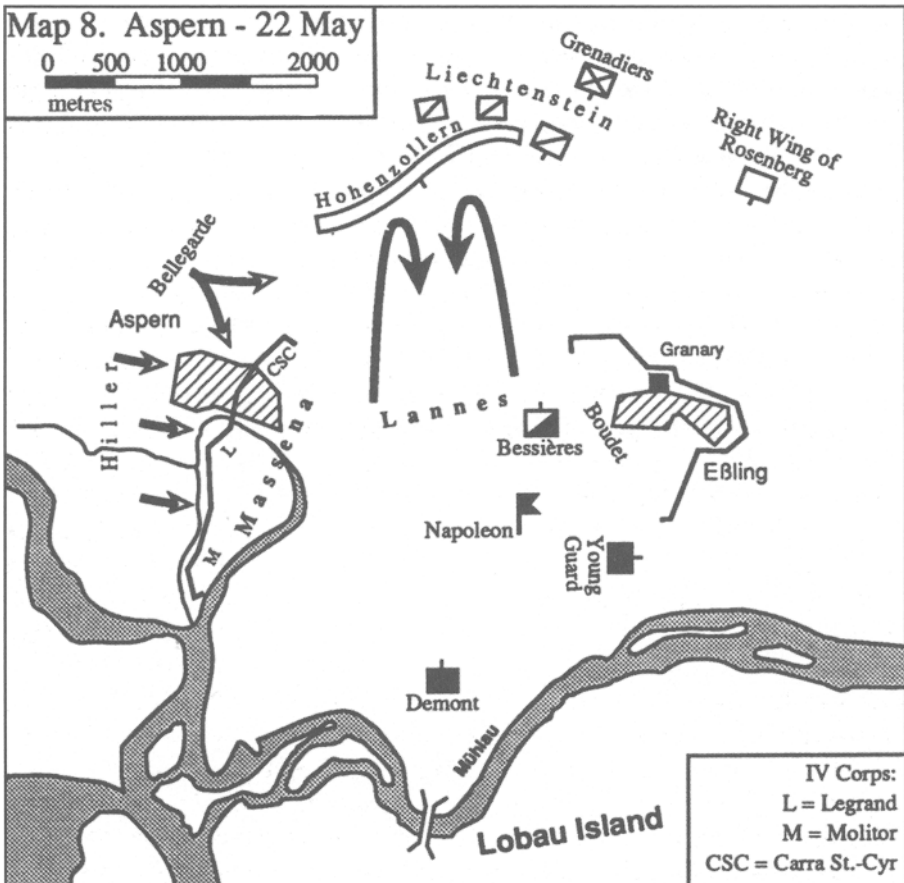 Map 8. Aspern - 22 May
0 500 1000 2000
metres
Grenadiers
Liechtenstein
Hohenzollern
Right Wing of
Rosenberg
Bellegarde
Aspern
CSC
Hiller
L
Massena
M
Lannes
Bessières
Granary
Boudet
Eßling
Napoleon
Young
Guard
Demont
Mühlau
Lobau Island
IV Corps:
L = Legrand
M = Molitor
CSC = Carra St.-Cyr